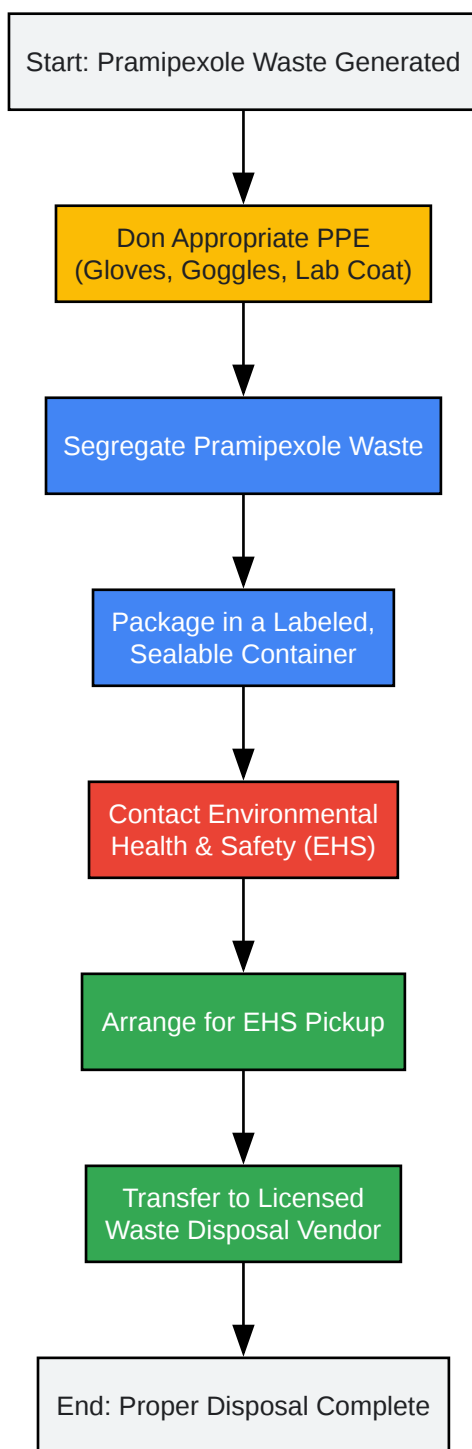 Start: Pramipexole Waste Generated
Don Appropriate PPE
(Gloves, Goggles, Lab Coat)
Segregate Pramipexole Waste
Package in a Labeled,
Sealable Container
Contact Environmental
Health & Safety (EHS)
Arrange for EHS Pickup
Transfer to Licensed
Waste Disposal Vendor
End: Proper Disposal Complete